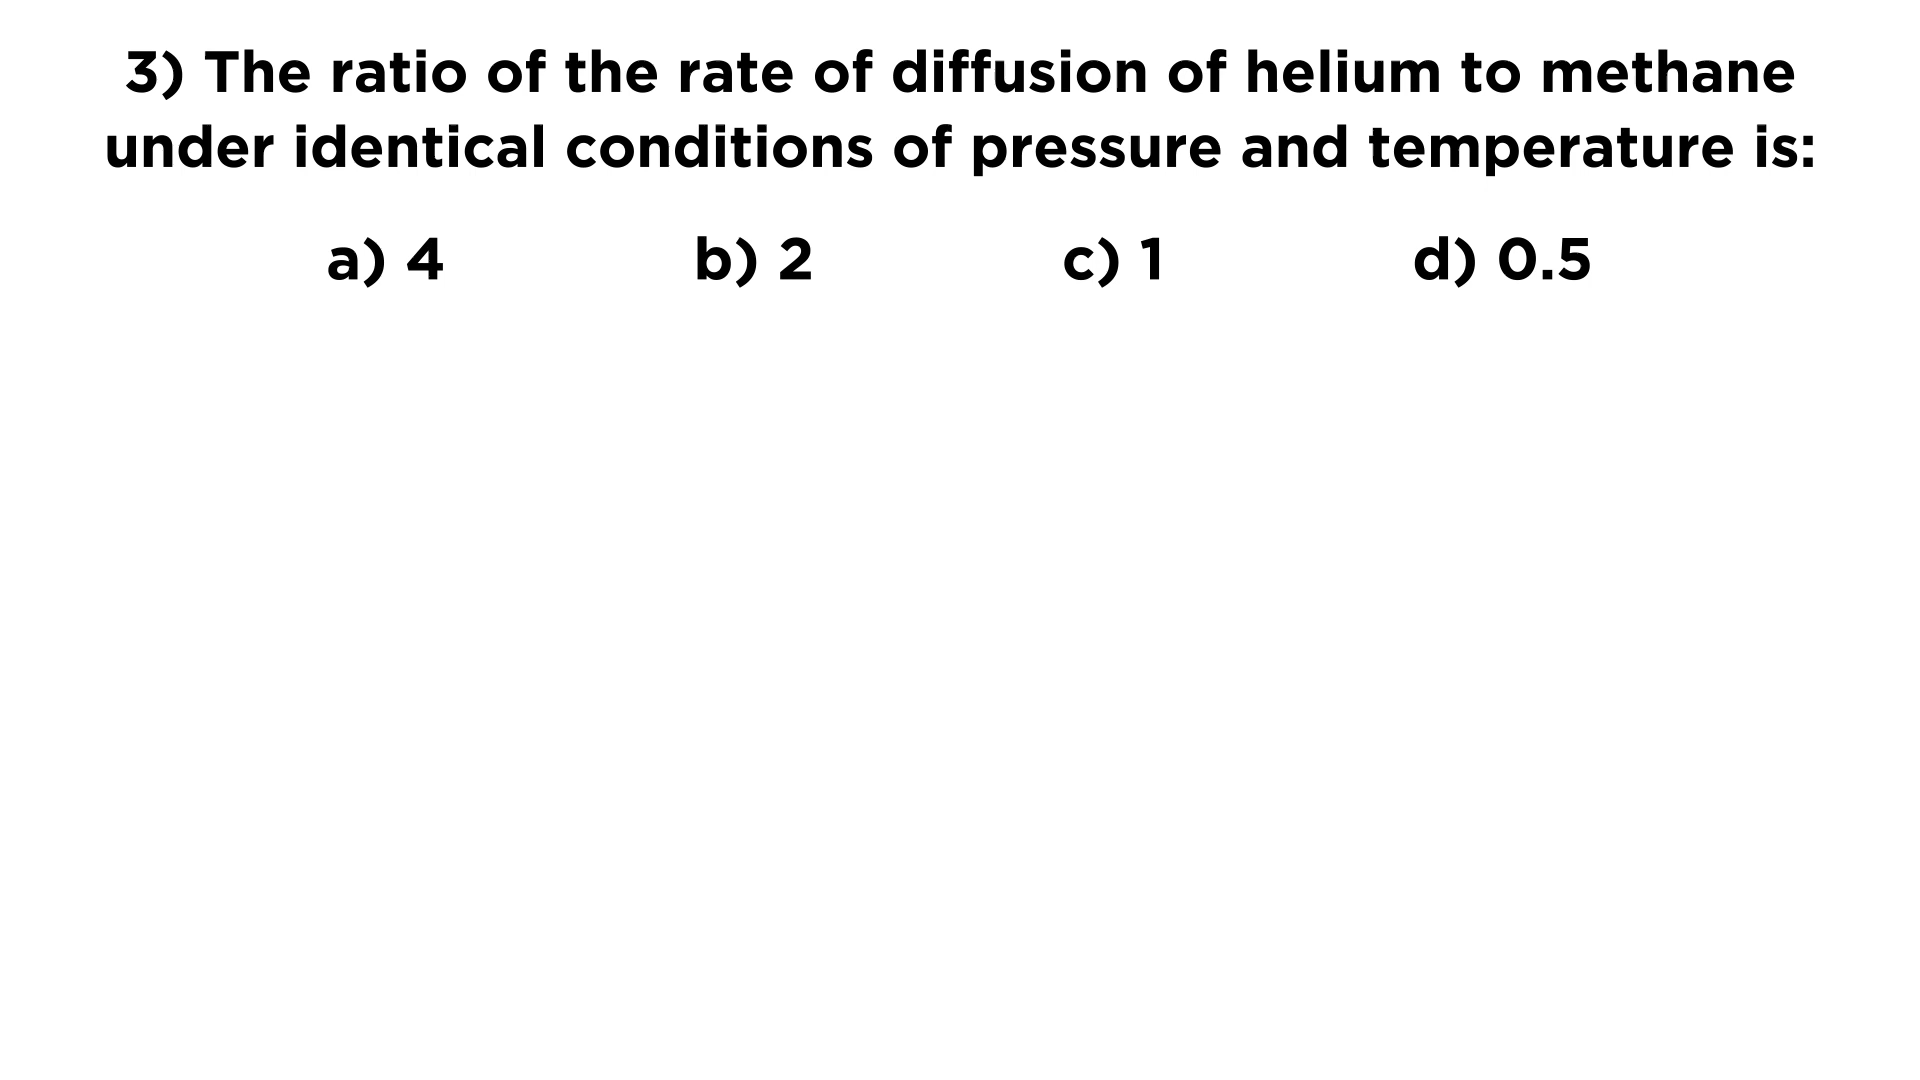 3) The ratio of the rate of diffusion of helium to methane
under identical conditions of pressure and temperature is:
a) 4 b) 2 c) 1 d) 0.5